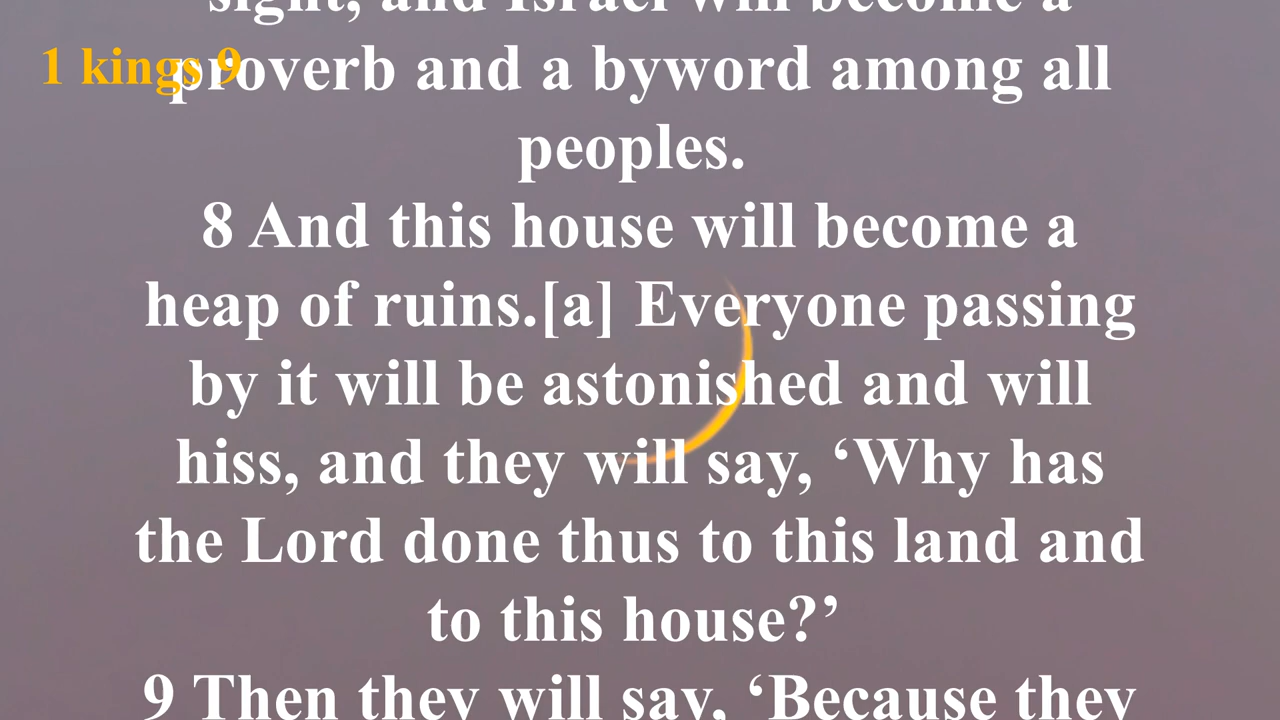 sight, and Israel will become a
1 kings 9
proverb and a byword among all
peoples.
8 And this house will become a
heap of ruins.[a] Everyone passing
by it will be astonished and will
hiss, and they will say, ‘Why has
the Lord done thus to this land and
to this house?’
9 Then they will say, ‘Because they